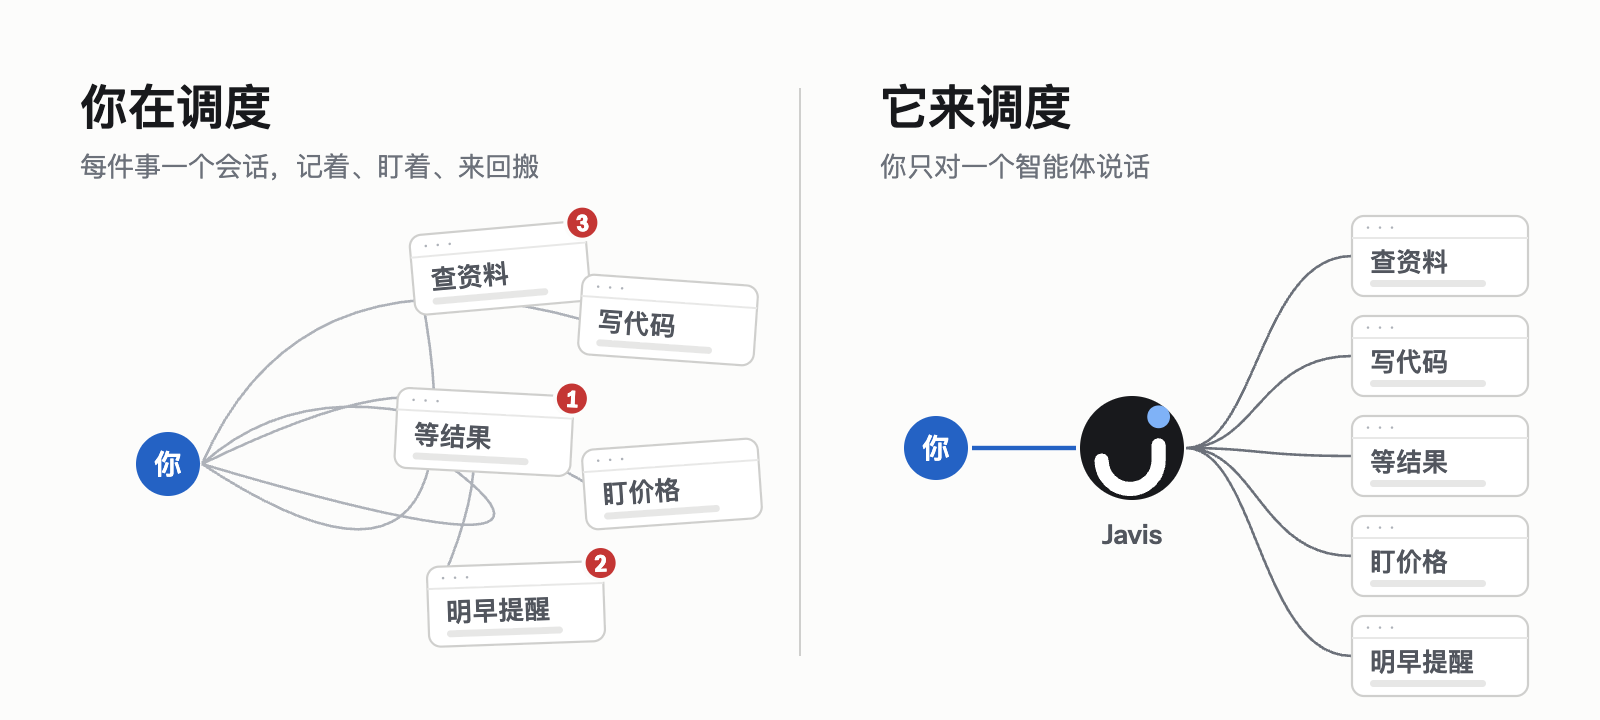 你在调度
每件事一个会话，记着、盯着、来回搬
3
查资料
写代码
1
等结果
你
盯价格
2
明早提醒
它来调度
你只对一个智能体说话
查资料
写代码
你
等结果
Javis
盯价格
明早提醒